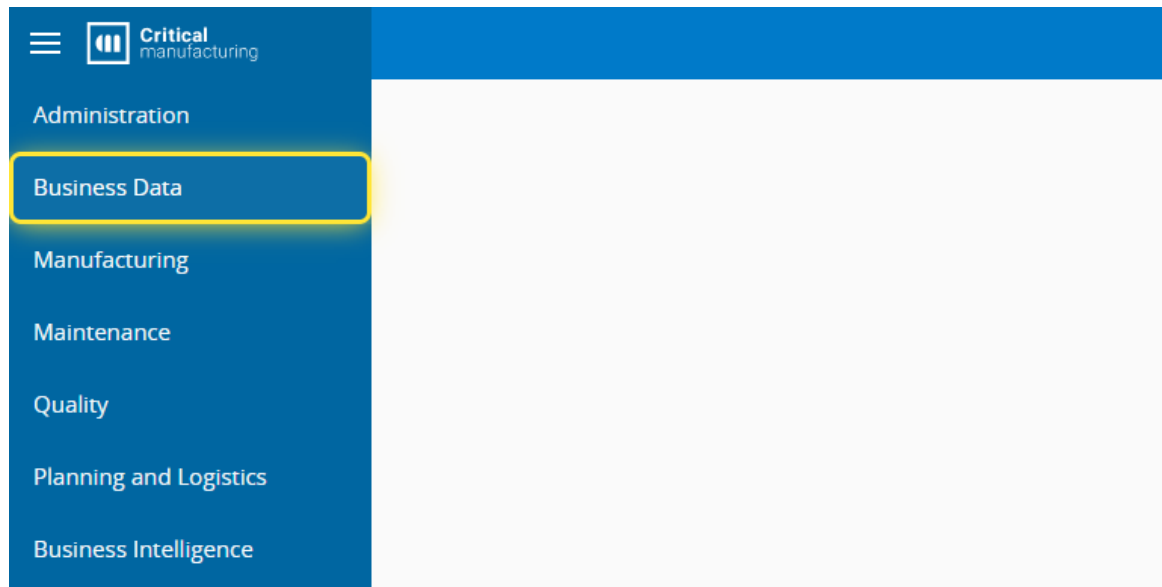 Critical
manufacturing
Administration
Business Data
Manufacturing
Maintenance
Quality
Planning and Logistics
Business Intelligence